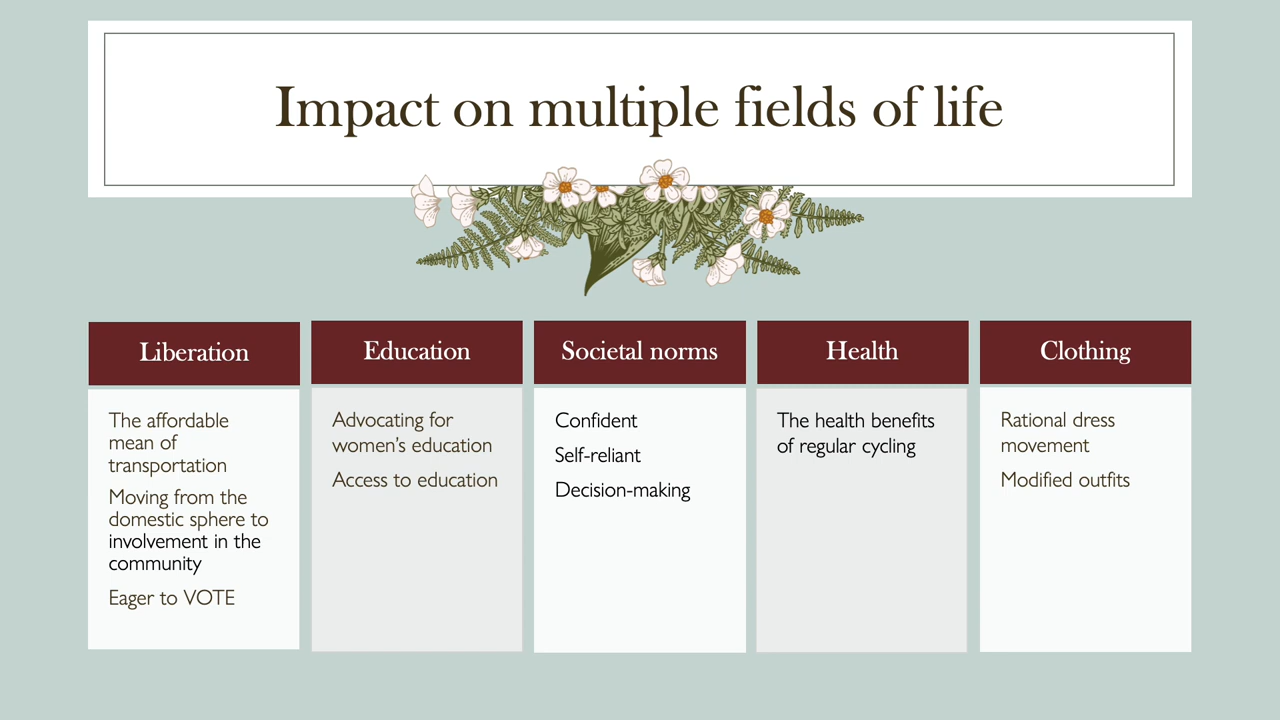 Impact on multiple fields of life
Liberation
The affordable
mean of
transportation
Moving from the
domestic sphere to
involvement in the
community
Eager to VOTE
Education
Advocating for
women’s education
Access to education
Societal norms
Confident
Self-reliant
Decision-making
Health
The health benefits
of regular cycling
Clothing
Rational dress
movement
Modified outfits